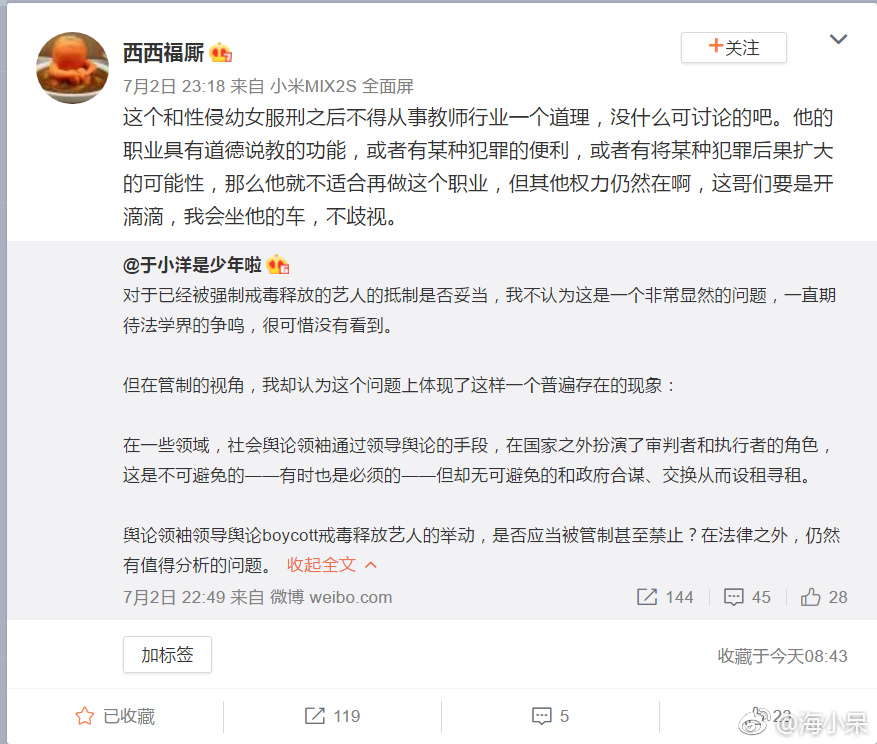 西西福厮
+关注
7月2日 23:18 来自 小米MIX2S 全面屏
这个和性侵幼女服刑之后不得从事教师行业一个道理，没什么可讨论的吧。他的
职业具有道德说教的功能，或者有某种犯罪的便利，或者有将某种犯罪后果扩大
的可能性，那么他就不适合再做这个职业，但其他权力仍然在啊，这哥们要是开
滴滴，我会坐他的车，不歧视。
@于小洋是少年啦
对于已经被强制戒毒释放的艺人的抵制是否妥当，我不认为这是一个非常显然的问题，一直期
待法学界的争鸣，很可惜没有看到。
但在管制的视角，我却认为这个问题上体现了这样一个普遍存在的现象：
在一些领域，社会舆论领袖通过领导舆论的手段，在国家之外扮演了审判者和执行者的角色，
这是不可避免的——有时也是必须的——但却无可避免的和政府合谋、交换从而设租寻租。
舆论领袖领导舆论boycott戒毒释放艺人的举动，是否应当被管制甚至禁止？在法律之外，仍然
有值得分析的问题。 收起全文
7月2日 22:49 来自 微博 weibo.com 144 45 28
加标签 收藏于今天08:43
已收藏 119 5 23
@海小呆